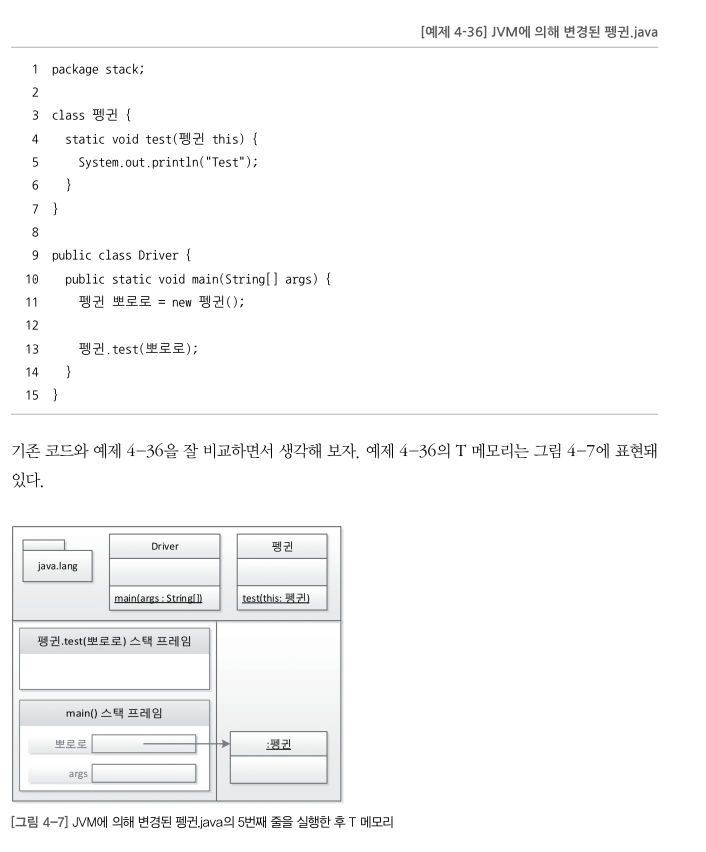 [예제 4-36] JVM에 의해 변경된 펭귄.java
1 package stack;
2
3 class 펭귄 {
4 static void test(펭귄 this) {
5 System.out.println("Test");
6 }
7 }
8
9 public class Driver {
10 public static void main(String[] args) {
11 펭귄 뽀로로 = new 펭귄();
12
13 펭귄.test(뽀로로);
14 }
15 }
기존 코드와 예제 4-36을 잘 비교하면서 생각해 보자. 예제 4-36의 T 메모리는 그림 4-7에 표현돼
있다.
java.lang
Driver
main(args : String[])
펭귄
test(this: 펭귄)
펭귄.test(뽀로로) 스택 프레임
main() 스택 프레임
뽀로로
args
:펭귄
[그림 4-7] JVM에 의해 변경된 펭귄.java의 5번째 줄을 실행한 후 T 메모리